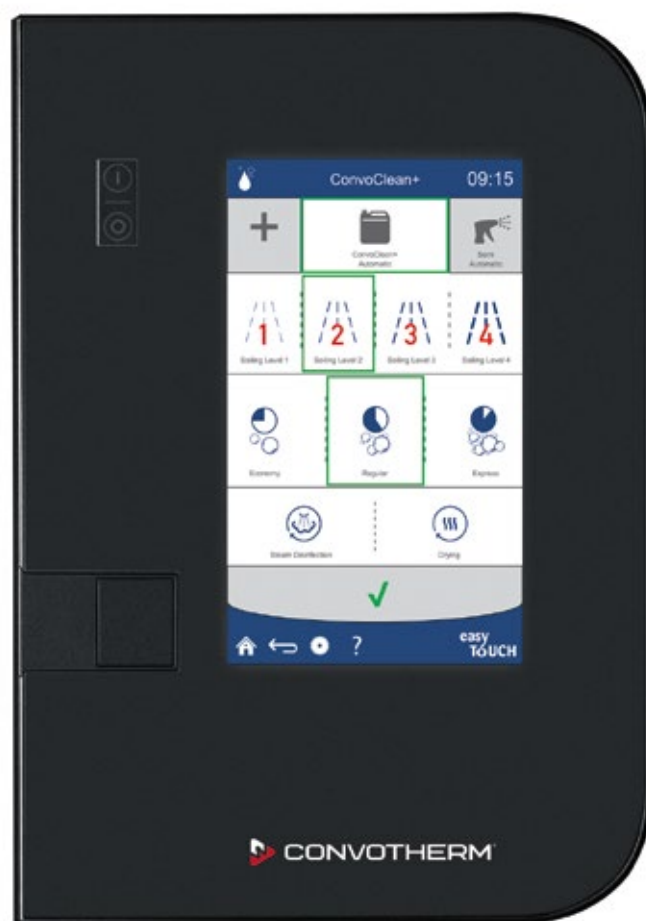 ConvoClean+ 09:15
ConvoClean+
Automatic
Semi
Automatic
1 2 3 4
Soiling Level 1 Soiling Level 2 Soiling Level 3 Soiling Level 4
Economy Regular Express
Steam Disinfection Drying
?
easy
TôUCH
CONVOTHERM